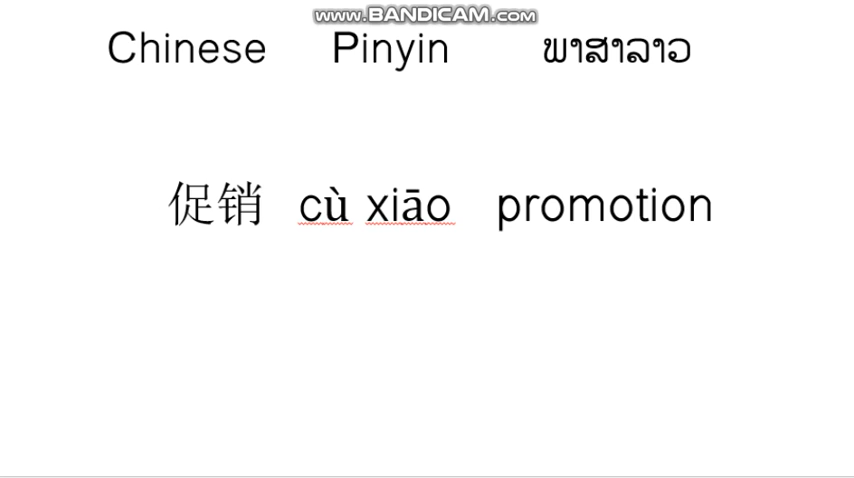 www.BANDICAM.com
Chinese Pinyin ພາສາລາວ
促销 cù xiāo promotion